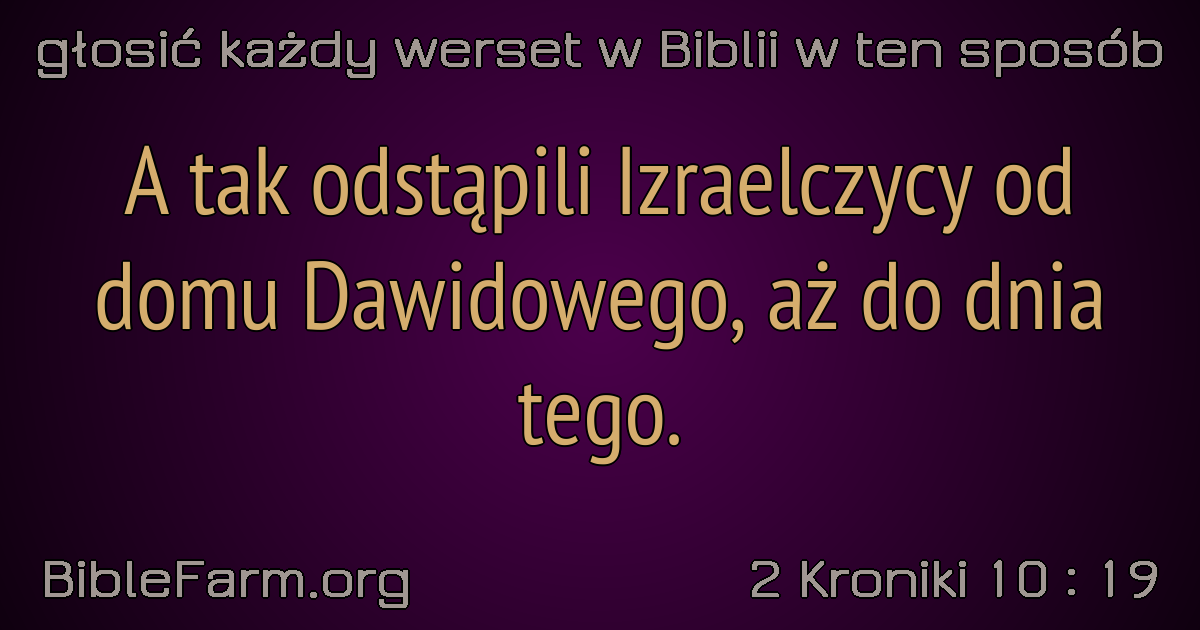 głosić każdy werset w Biblii w ten sposób
A tak odstąpili Izraelczycy od
domu Dawidowego, aż do dnia
tego.
BibleFarm.org
2 Kroniki 10 : 19